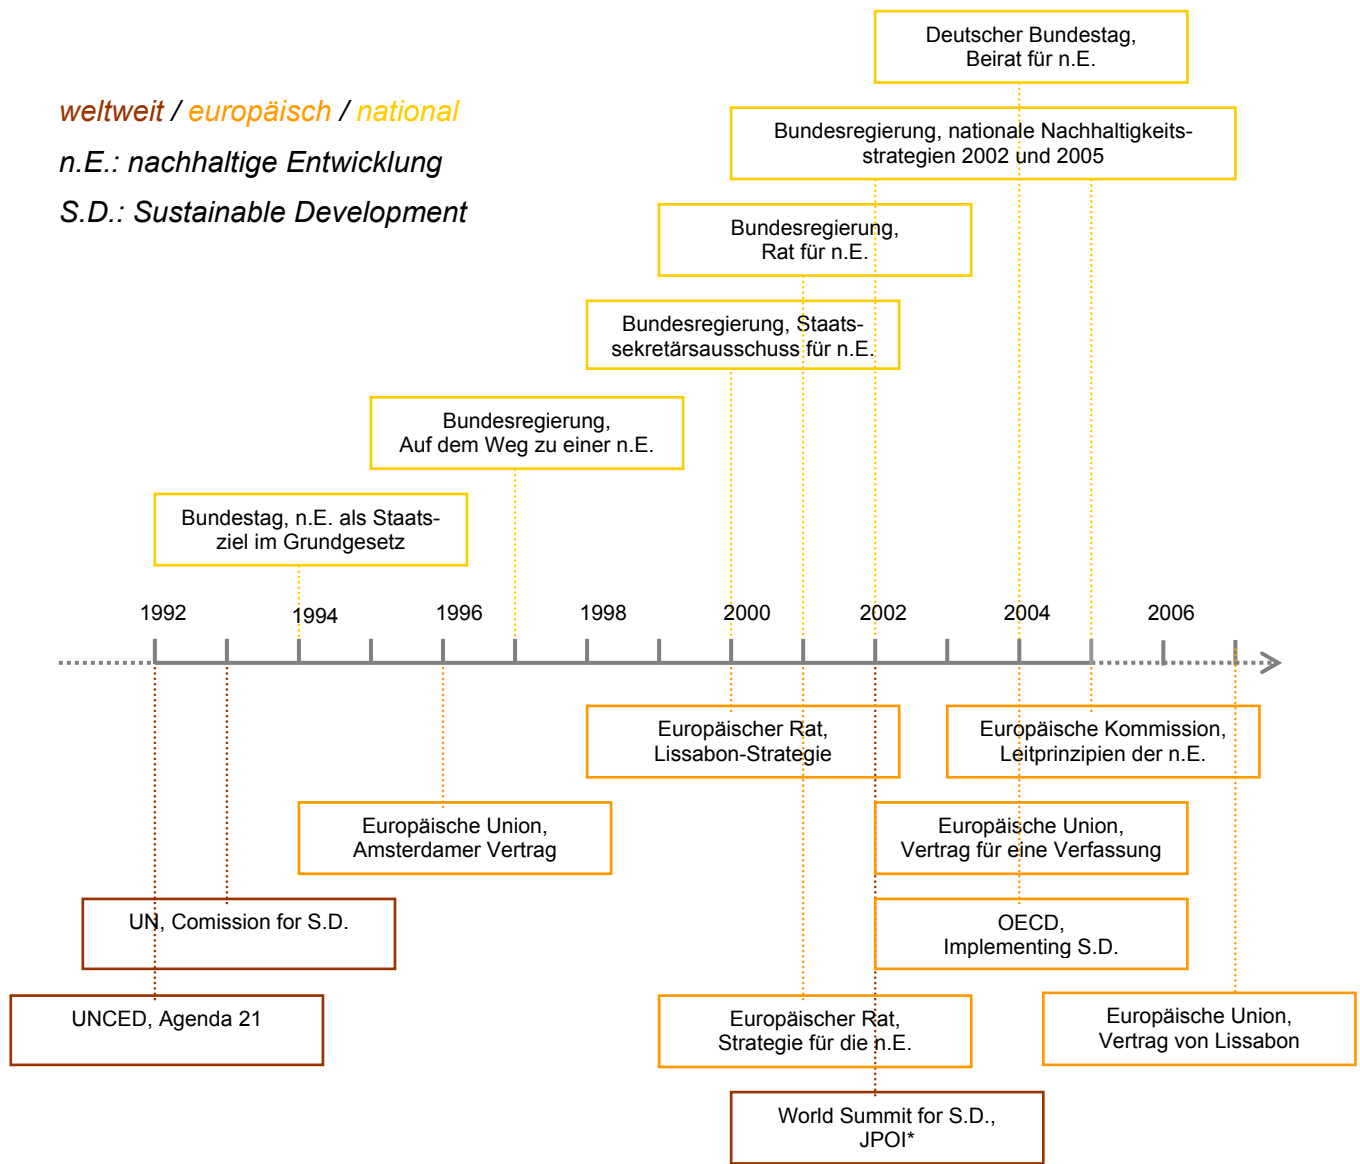 Deutscher Bundestag,
Beirat für n.E.
weltweit / europäisch / national
n.E.: nachhaltige Entwicklung
S.D.: Sustainable Development
Bundesregierung, nationale Nachhaltigkeits-
strategien 2002 und 2005
Bundesregierung,
Rat für n.E.
Bundesregierung, Staats-
sekretärsausschuss für n.E.
Bundesregierung,
Auf dem Weg zu einer n.E.
Bundestag, n.E. als Staats-
ziel im Grundgesetz
1992 1994 1996 1998 2000 2002 2004 2006
Europäischer Rat,
Lissabon-Strategie
Europäische Kommission,
Leitprinzipien der n.E.
Europäische Union,
Amsterdamer Vertrag
Europäische Union,
Vertrag für eine Verfassung
UN, Comission for S.D.
OECD,
Implementing S.D.
UNCED, Agenda 21
Europäischer Rat,
Strategie für die n.E.
Europäische Union,
Vertrag von Lissabon
World Summit for S.D.,
JPOI*